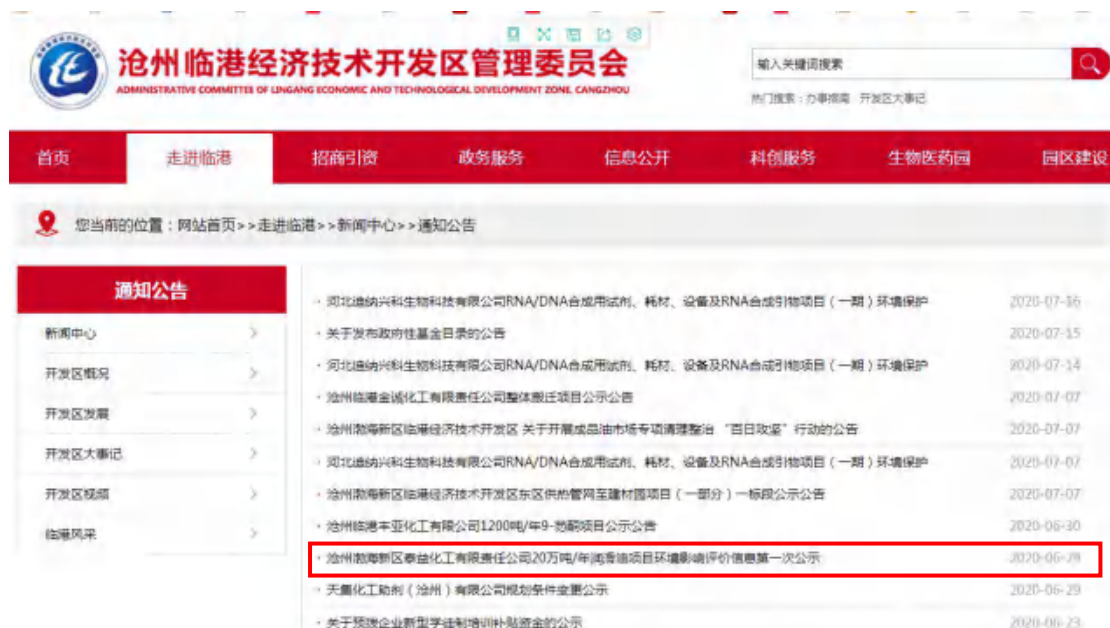 沧州临港经济技术开发区管理委员会
ADMINISTRATIVE COMMITTEE OF LINGANG ECONOMIC AND TECHNOLOGICAL DEVELOPMENT ZONE, CANGZHOU
输入关键词搜索
热门搜索：办事指南 开发区大事记
首页 走进临港 招商引资 政务服务 信息公开 科创服务 生物医药园 园区建设
您当前的位置：网站首页>>走进临港>>新闻中心>>通知公告
通知公告
新闻中心
开发区概况
开发区发展
开发区大事记
开发区视频
临港风采
· 河北迪纳兴科生物科技有限公司RNA/DNA合成用试剂、耗材、设备及RNA合成引物项目（一期）环境保护 2020-07-16
· 关于发布政府性基金目录的公告 2020-07-15
· 河北迪纳兴科生物科技有限公司RNA/DNA合成用试剂、耗材、设备及RNA合成引物项目（一期）环境保护 2020-07-14
· 沧州临港金诚化工有限责任公司整体搬迁项目公示公告 2020-07-07
· 沧州渤海新区临港经济技术开发区 关于开展成品油市场专项清理整治 “百日攻坚”行动的公告 2020-07-07
· 河北迪纳兴科生物科技有限公司RNA/DNA合成用试剂、耗材、设备及RNA合成引物项目（一期）环境保护 2020-07-07
· 沧州渤海新区临港经济技术开发区东区供热管网至建材园项目（一部分）一标段公示公告 2020-07-07
· 沧州临港丰亚化工有限公司1200吨/年9-芴酮项目公示公告 2020-06-30
· 沧州渤海新区泰益化工有限责任公司20万吨/年润滑油项目环境影响评价信息第一次公示 2020-06-29
· 天集化工助剂（沧州）有限公司规划条件变更公示 2020-06-29
· 关于预拨企业新型学徒制培训补贴资金的公示 2020-06-23